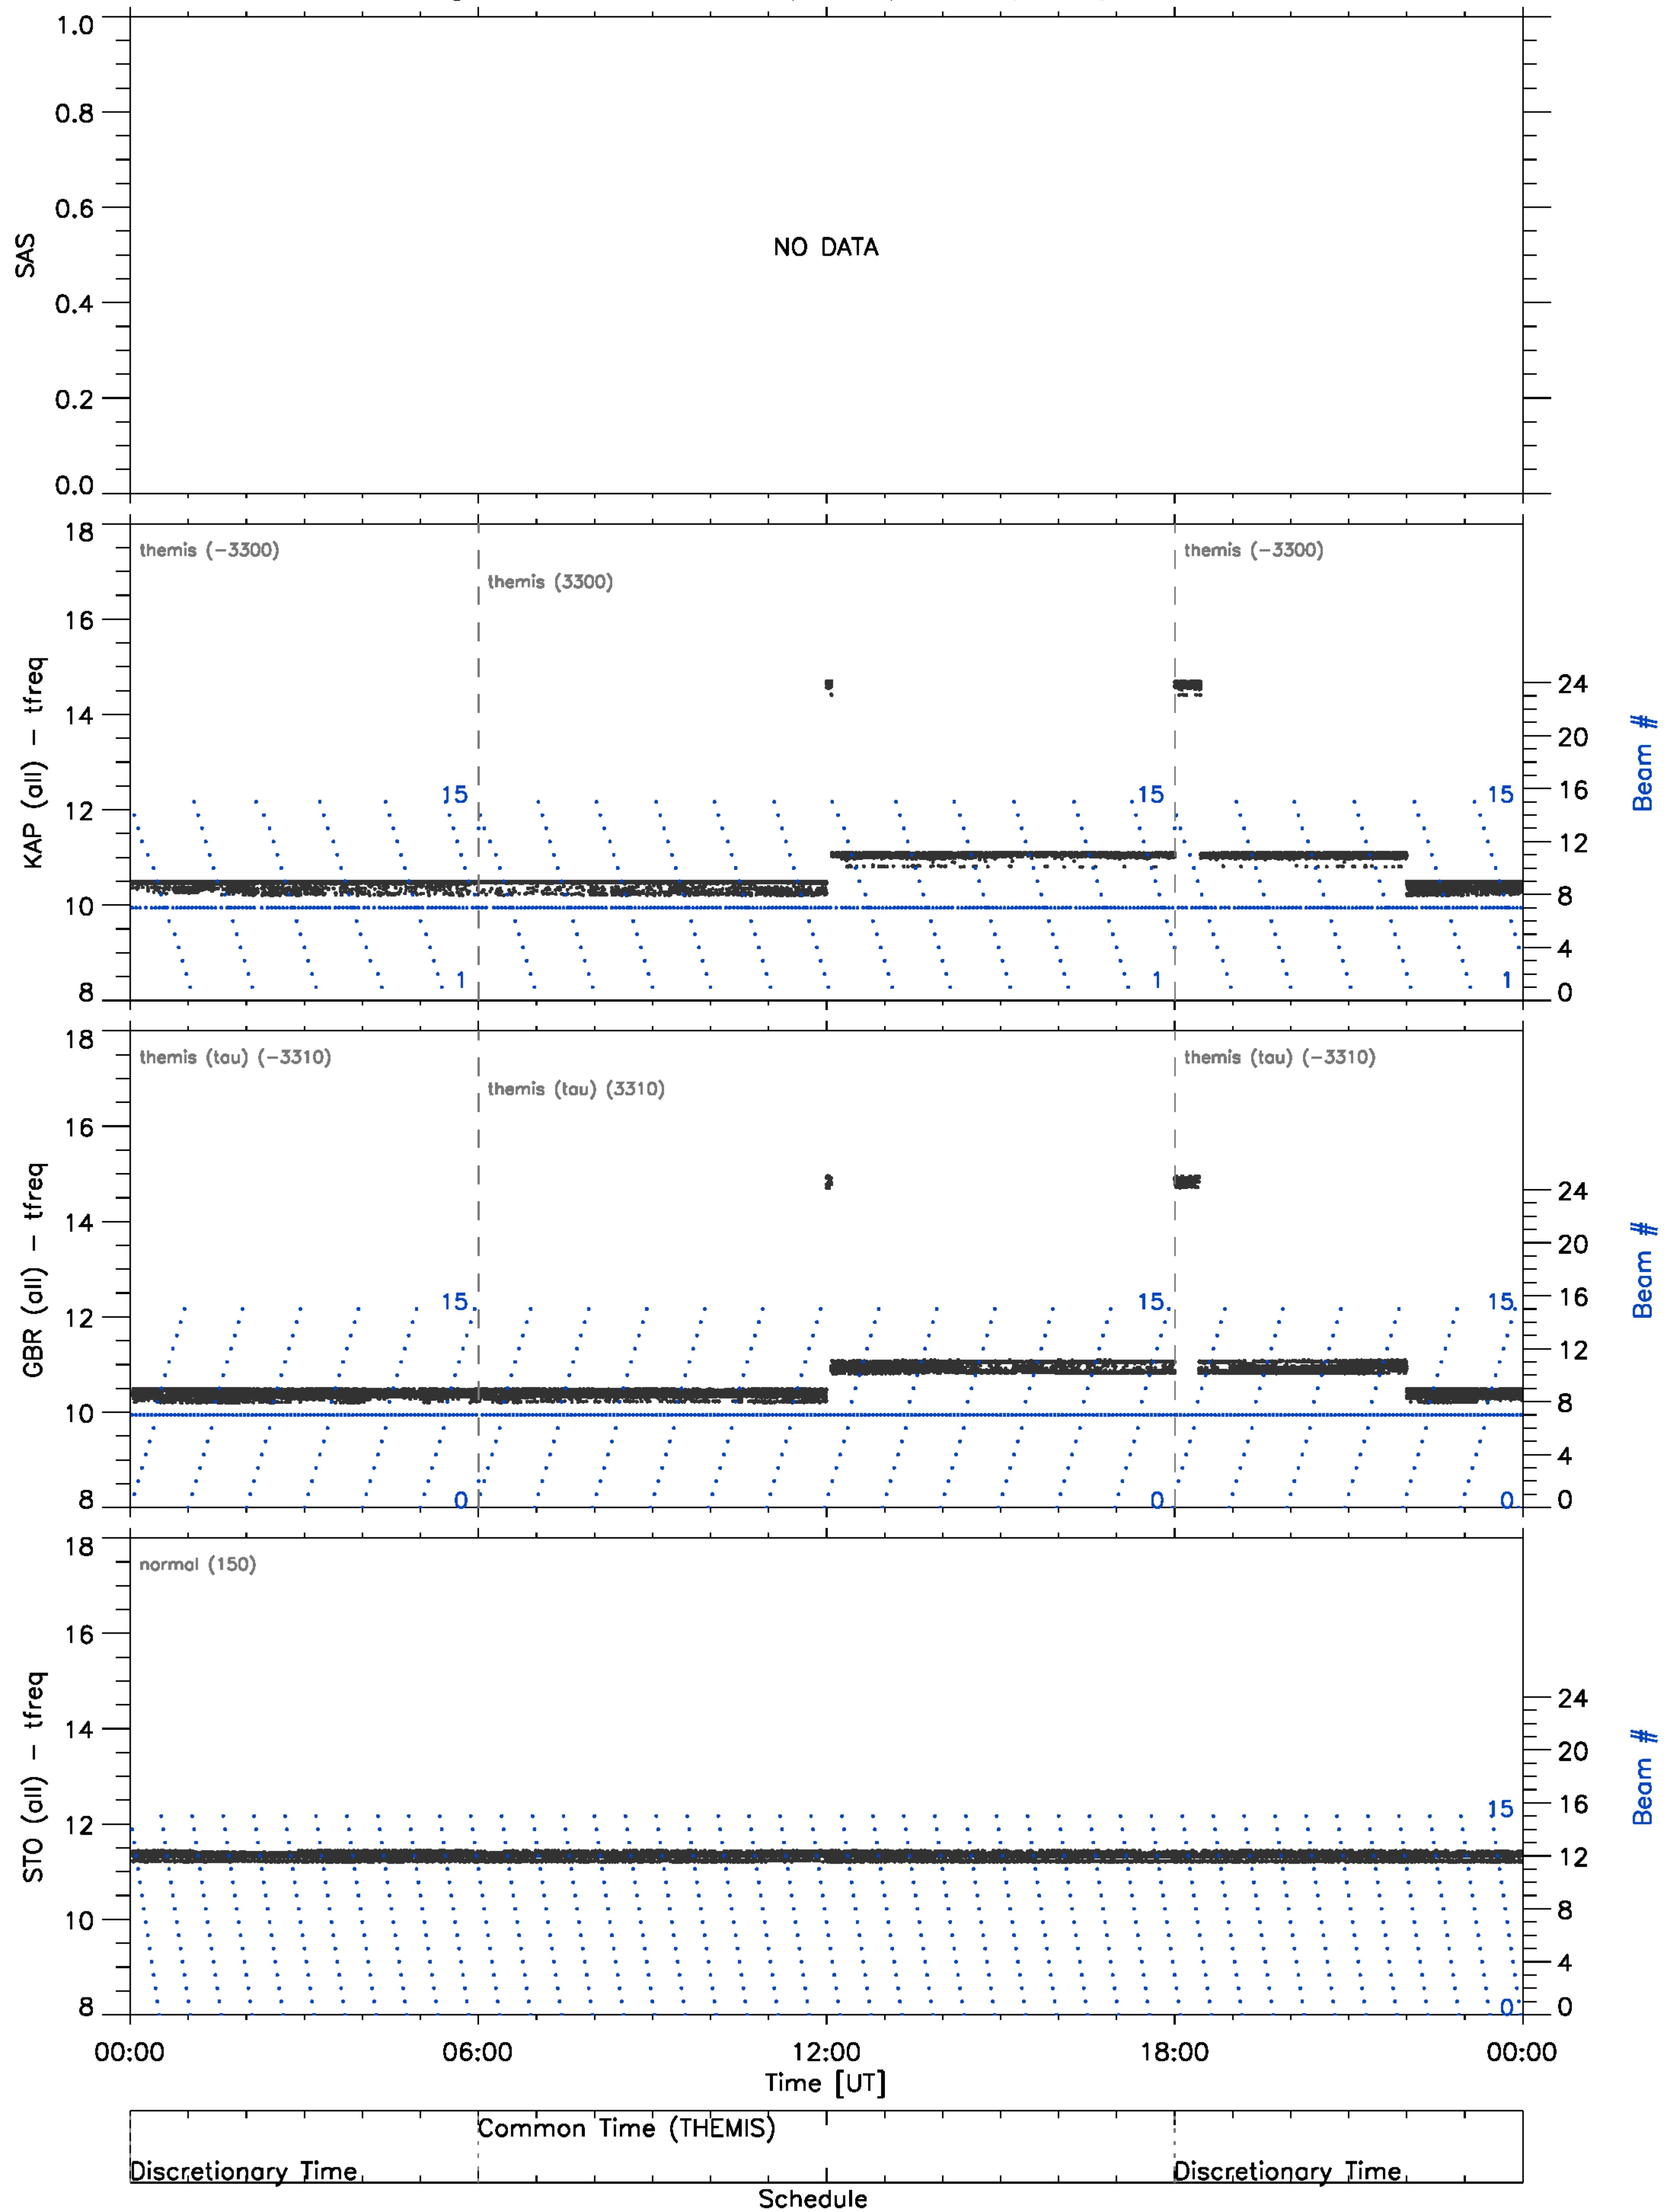 1.0
0.8
0.6
0.4
0.2
0.0
SAS
NO DATA
18
16
14
12
10
8
KAP (all) − tfreq
themis (−3300)
themis (3300)
themis (−3300)
15
15
15
1
1
1
24
20
16
12
8
4
0
Beam #
18
16
14
12
10
8
GBR (all) − tfreq
themis (tau) (−3310)
themis (tau) (3310)
themis (tau) (−3310)
15
15
15
0
0
0
24
20
16
12
8
4
0
Beam #
18
16
14
12
10
8
STO (all) − tfreq
normal (150)
15
0
24
20
16
12
8
4
0
Beam #
00:00 06:00 12:00 18:00 00:00
Time [UT]
Common Time (THEMIS)
Discretionary Time Discretionary Time
Schedule